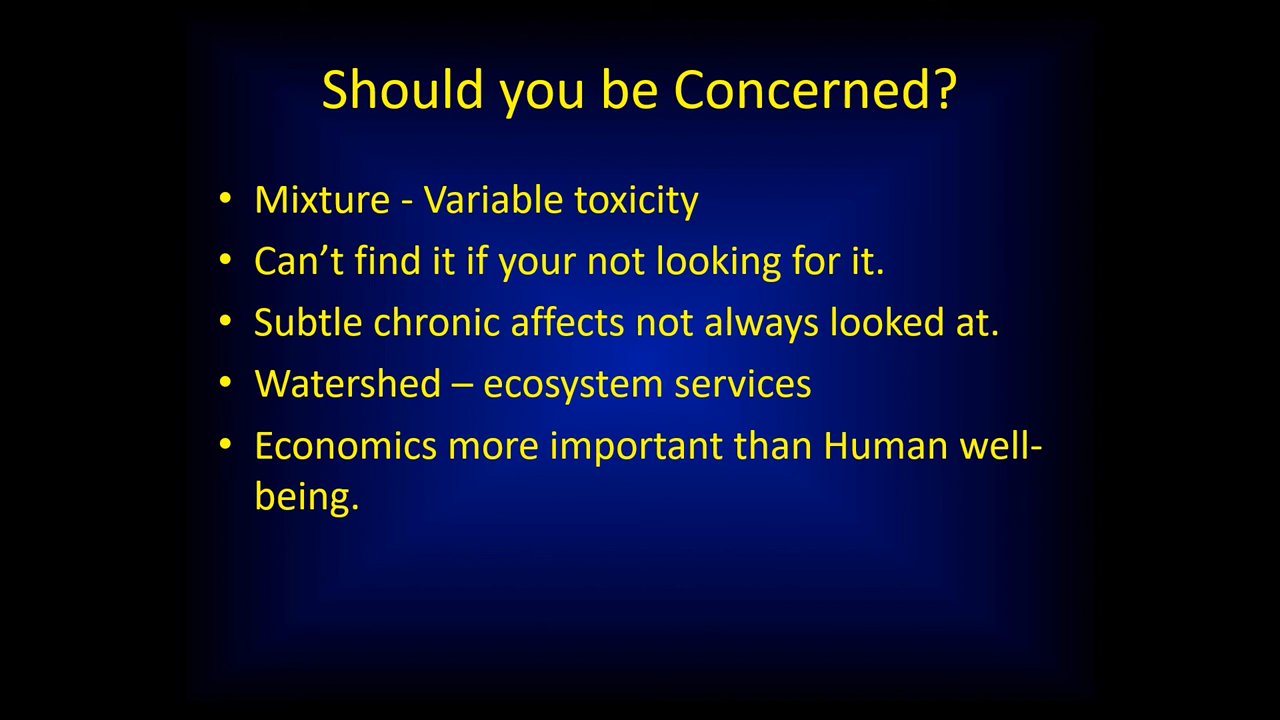 Should you be Concerned?
• Mixture - Variable toxicity
• Can’t find it if your not looking for it.
• Subtle chronic affects not always looked at.
• Watershed – ecosystem services
• Economics more important than Human well-
being.